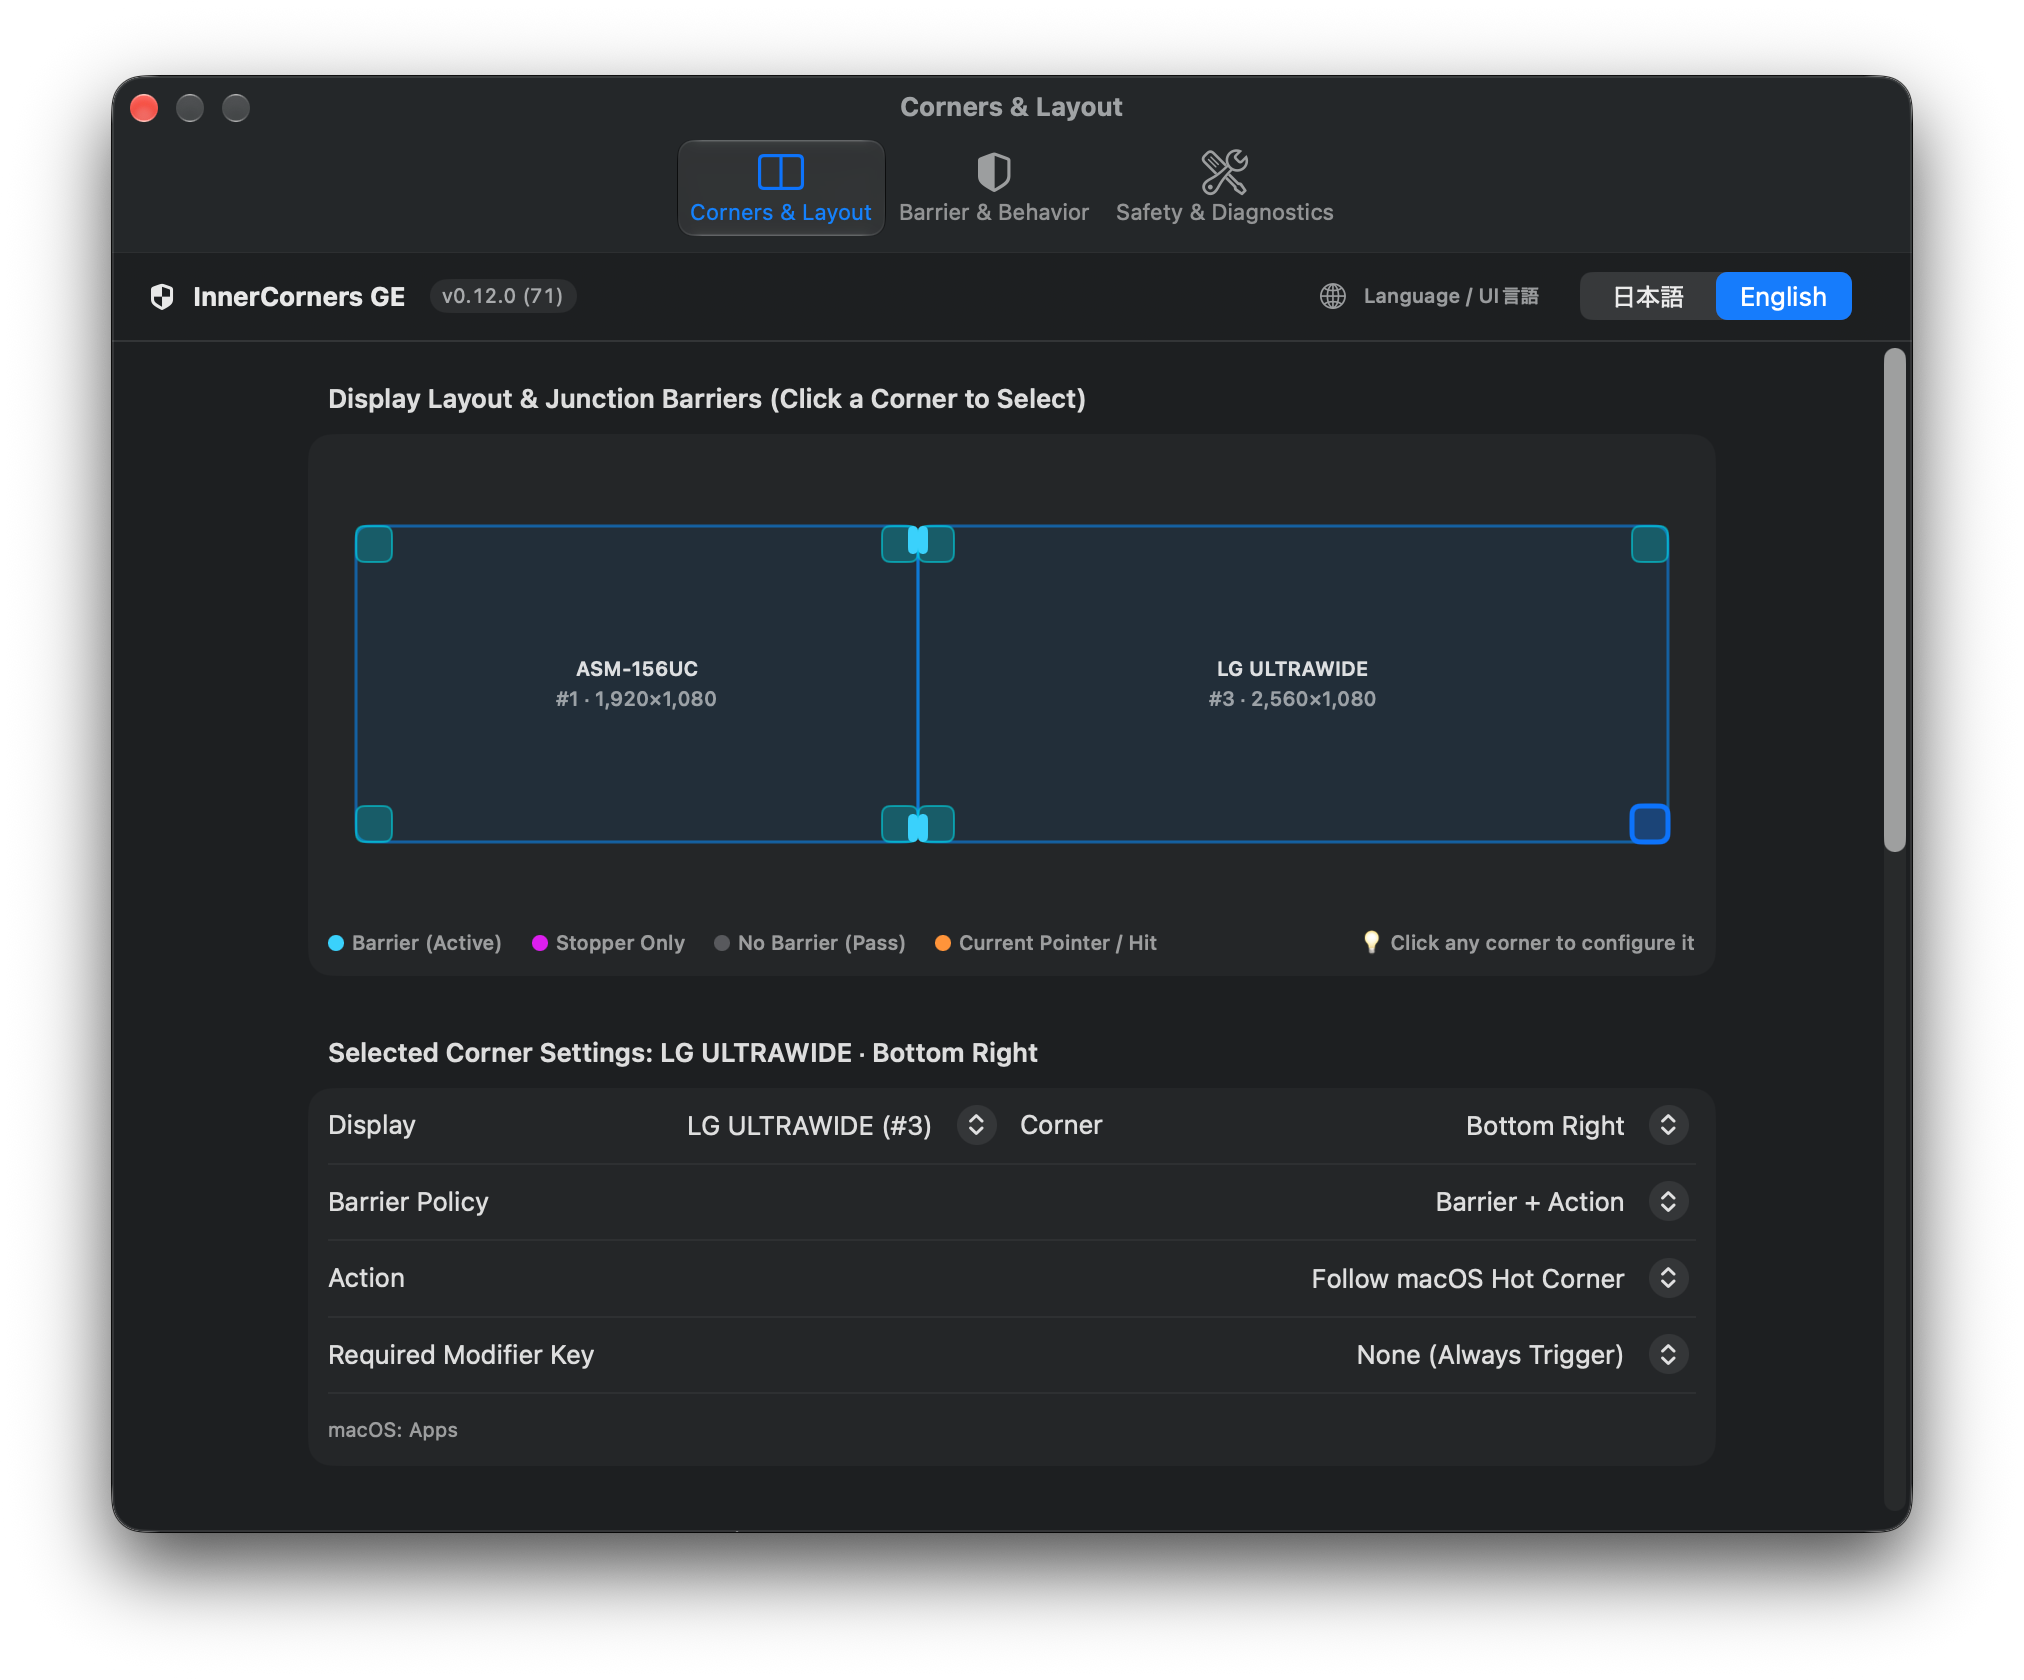 Corners & Layout
Corners & Layout
Barrier & Behavior
Safety & Diagnostics
InnerCorners GE
v0.12.0 (71)
Language / UI言語
日本語
English
Display Layout & Junction Barriers (Click a Corner to Select)
ASM-156UC
#1 · 1,920×1,080
LG ULTRAWIDE
#3 · 2,560×1,080
Barrier (Active)
Stopper Only
No Barrier (Pass)
Current Pointer / Hit
Click any corner to configure it
Selected Corner Settings: LG ULTRAWIDE · Bottom Right
Display
LG ULTRAWIDE (#3)
Corner
Bottom Right
Barrier Policy
Barrier + Action
Action
Follow macOS Hot Corner
Required Modifier Key
None (Always Trigger)
macOS: Apps